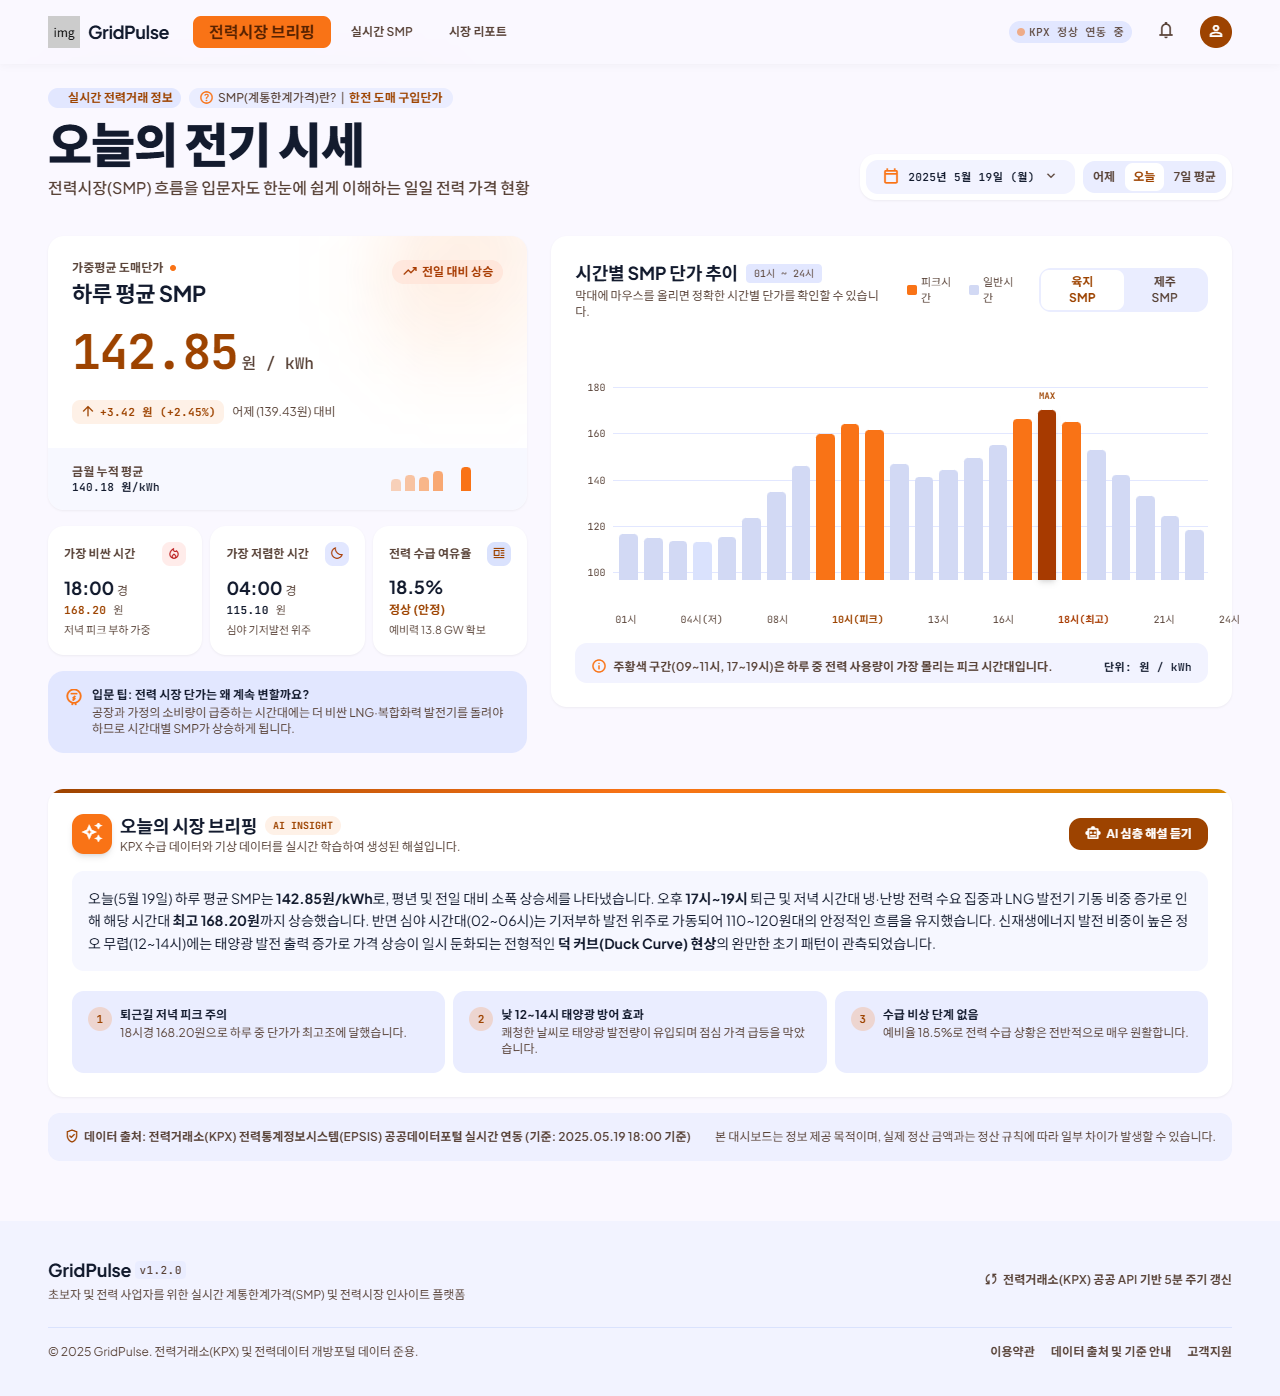 img GridPulse 전력시장 브리핑 실시간 SMP 시장 리포트 KPX 정상 연동 중
실시간 전력거래 정보 SMP(계통한계가격)란? | 한전 도매 구입단가
오늘의 전기 시세
전력시장(SMP) 흐름을 입문자도 한눈에 쉽게 이해하는 일일 전력 가격 현황
2025년 5월 19일 (월) 어제 오늘 7일 평균
가중평균 도매단가
전일 대비 상승
하루 평균 SMP
142.85 원 / kWh
+3.42 원 (+2.45%) 어제 (139.43원) 대비
금월 누적 평균
140.18 원/kWh
가장 비싼 시간
18:00 경
168.20 원
저녁 피크 부하 가중
가장 저렴한 시간
04:00 경
115.10 원
심야 기저발전 위주
전력 수급 여유율
18.5%
정상 (안정)
예비력 13.8 GW 확보
입문 팁: 전력 시장 단가는 왜 계속 변할까요?
공장과 가정의 소비량이 급증하는 시간대에는 더 비싼 LNG·복합화력 발전기를 돌려야
하므로 시간대별 SMP가 상승하게 됩니다.
시간별 SMP 단가 추이 01시 ~ 24시
막대에 마우스를 올리면 정확한 시간별 단가를 확인할 수 있습니
다.
피크시
간
일반시
간
육지
SMP
제주
SMP
180
MAX
160
140
120
100
01시 04시(저) 08시 10시(피크) 13시 16시 18시(최고) 21시 24시
주황색 구간(09~11시, 17~19시)은 하루 중 전력 사용량이 가장 몰리는 피크 시간대입니다. 단위: 원 / kWh
오늘의 시장 브리핑 AI INSIGHT
KPX 수급 데이터와 기상 데이터를 실시간 학습하여 생성된 해설입니다.
AI 심층 해설 듣기
오늘(5월 19일) 하루 평균 SMP는 142.85원/kWh로, 평년 및 전일 대비 소폭 상승세를 나타냈습니다. 오후 17시~19시 퇴근 및 저녁 시간대 냉·난방 전력 수요 집중과 LNG 발전기 기동 비중 증가로 인
해 해당 시간대 최고 168.20원까지 상승했습니다. 반면 심야 시간대(02~06시)는 기저부하 발전 위주로 가동되어 110~120원대의 안정적인 흐름을 유지했습니다. 신재생에너지 발전 비중이 높은 정
오 무렵(12~14시)에는 태양광 발전 출력 증가로 가격 상승이 일시 둔화되는 전형적인 덕 커브(Duck Curve) 현상의 완만한 초기 패턴이 관측되었습니다.
1 퇴근길 저녁 피크 주의
18시경 168.20원으로 하루 중 단가가 최고조에 달했습니다.
2 낮 12~14시 태양광 방어 효과
쾌청한 날씨로 태양광 발전량이 유입되며 점심 가격 급등을 막았
습니다.
3 수급 비상 단계 없음
예비율 18.5%로 전력 수급 상황은 전반적으로 매우 원활합니다.
데이터 출처: 전력거래소(KPX) 전력통계정보시스템(EPSIS) 공공데이터포털 실시간 연동 (기준: 2025.05.19 18:00 기준) 본 대시보드는 정보 제공 목적이며, 실제 정산 금액과는 정산 규칙에 따라 일부 차이가 발생할 수 있습니다.
GridPulse v1.2.0
초보자 및 전력 사업자를 위한 실시간 계통한계가격(SMP) 및 전력시장 인사이트 플랫폼
전력거래소(KPX) 공공 API 기반 5분 주기 갱신
© 2025 GridPulse. 전력거래소(KPX) 및 전력데이터 개방포털 데이터 준용. 이용약관 데이터 출처 및 기준 안내 고객지원